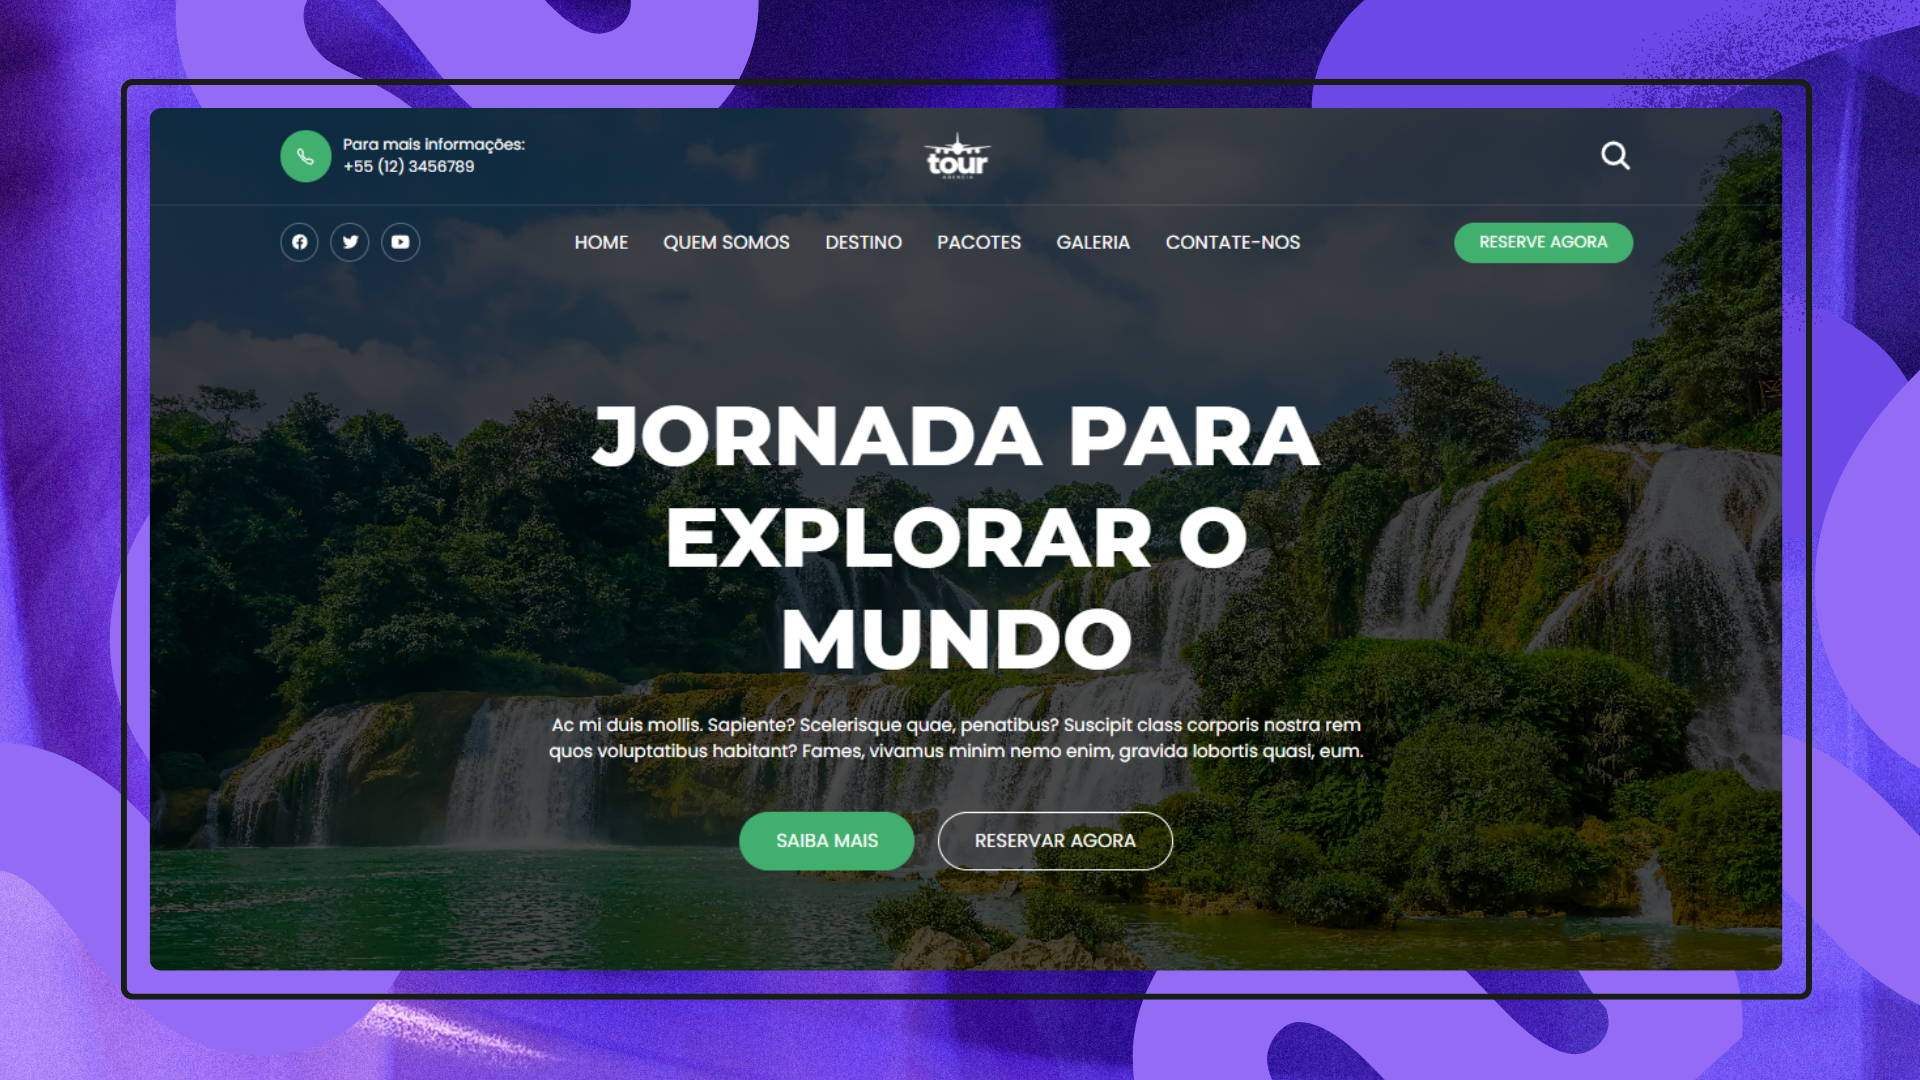 Para mais informações:
+55 (12) 3456789
tour
AGENCIA
HOME QUEM SOMOS DESTINO PACOTES GALERIA CONTATE-NOS
RESERVE AGORA
JORNADA PARA
EXPLORAR O
MUNDO
Ac mi duis mollis. Sapiente? Scelerisque quae, penatibus? Suscipit class corporis nostra rem
quos voluptatibus habitant? Fames, vivamus minim nemo enim, gravida lobortis quasi, eum.
SAIBA MAIS
RESERVAR AGORA